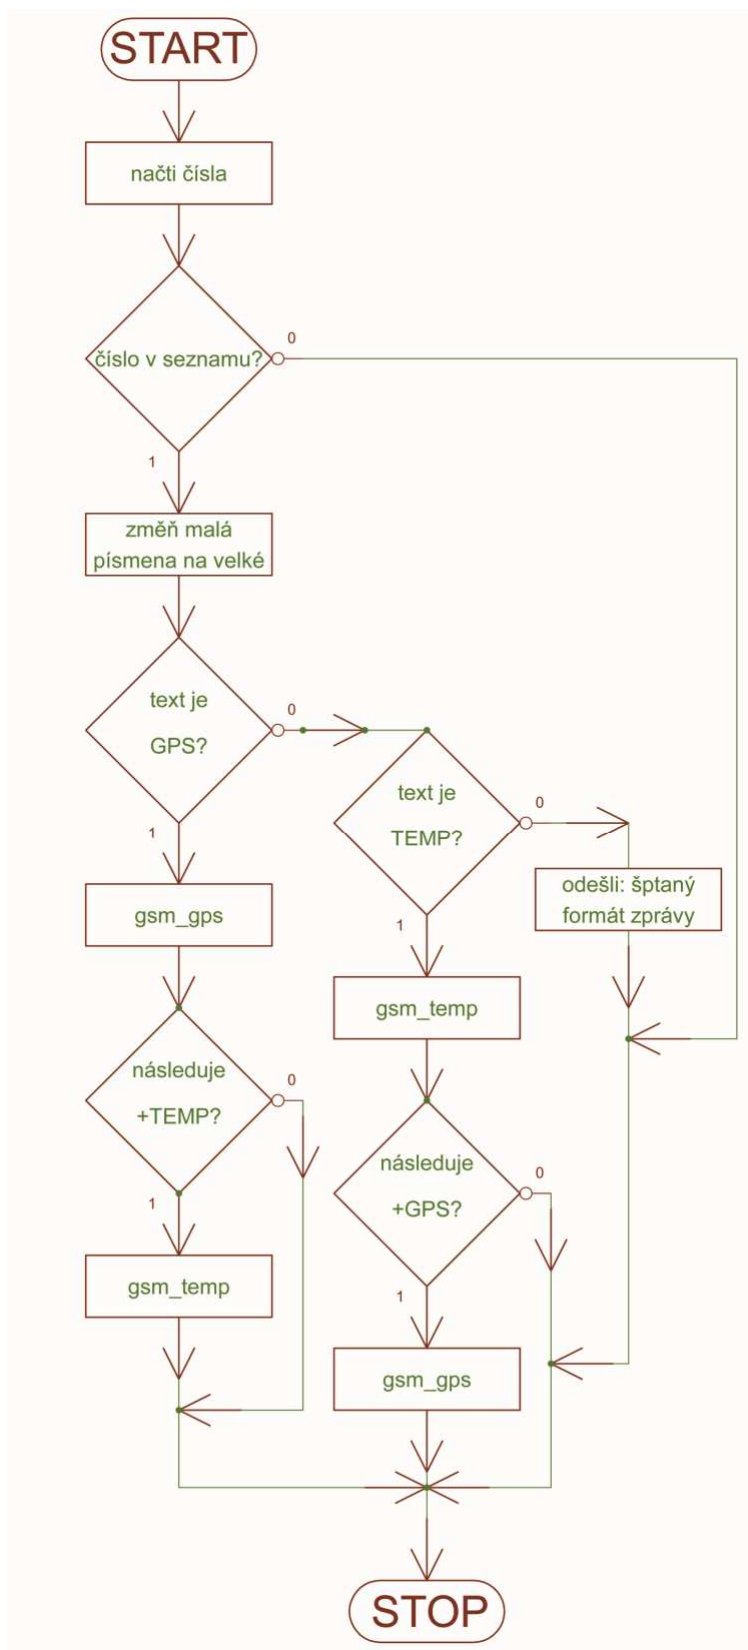 START
načti čísla
číslo v seznamu?
0
1
změň malá
písmena na velké
text je
GPS?
0
1
text je
TEMP?
0
1
odešli: šptaný
formát zprávy
gsm_gps
gsm_temp
následuje
+TEMP?
0
1
následuje
+GPS?
0
1
gsm_temp
gsm_gps
STOP